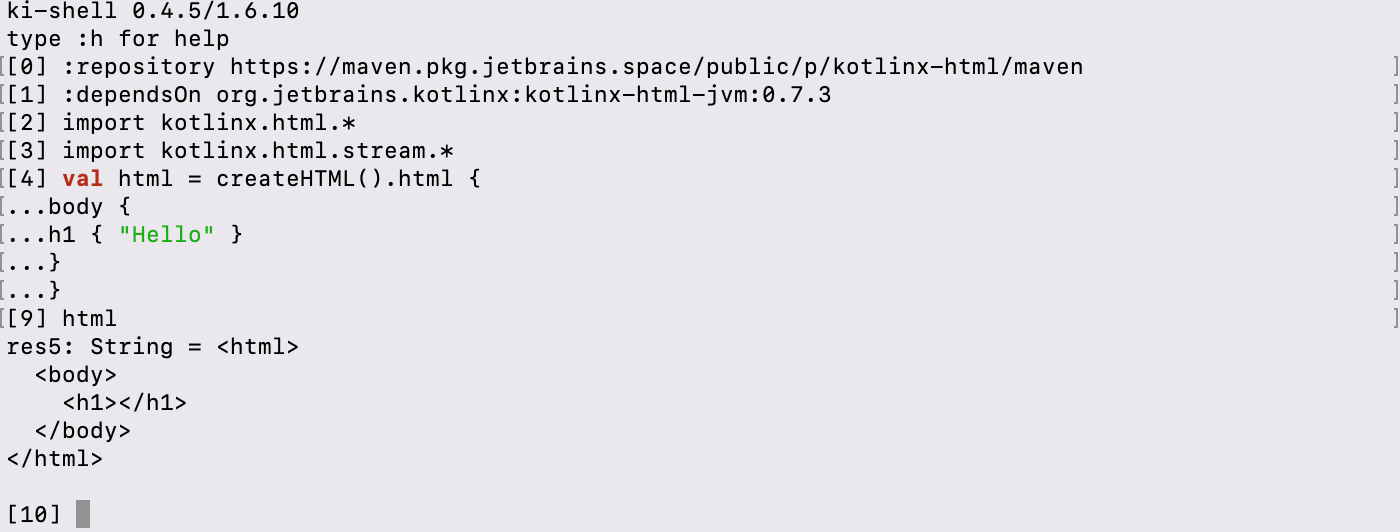 ki-shell 0.4.5/1.6.10
type :h for help
[[0] :repository https://maven.pkg.jetbrains.space/public/p/kotlinx-html/maven ]
[[1] :dependsOn org.jetbrains.kotlinx:kotlinx-html-jvm:0.7.3 ]
[[2] import kotlinx.html.* ]
[[3] import kotlinx.html.stream.* ]
[[4] val html = createHTML().html { ]
[...body { ]
[...h1 { "Hello" } ]
[...} ]
[...} ]
[[9] html ]
res5: String = <html>
  <body>
    <h1></h1>
  </body>
</html>
[10]